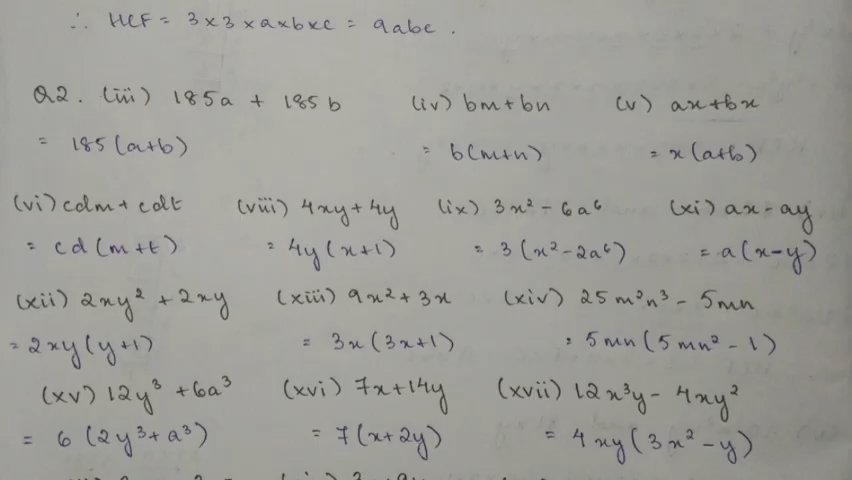 ∴ HCF = 3×3×a×b×c = 9abc.
Q2. (iii) 185a + 185b (iv) bm+bn (v) ax+bx
= 185(a+b) = b(m+n) = x(a+b)
(vi) cdm + cdt (viii) 4xy+4y (ix) 3x² - 6a⁶ (xi) ax - ay
= cd(m+t) = 4y(x+1) = 3(x²-2a⁶) = a(x-y)
(xii) 2xy² + 2xy (xiii) 9x²+3x (xiv) 25m²n³ - 5mn
= 2xy(y+1) = 3x(3x+1) = 5mn(5mn² - 1)
(xv) 12y³ + 6a³ (xvi) 7x+14y (xvii) 12x³y - 4xy²
= 6(2y³+a³) = 7(x+2y) = 4xy(3x²-y)